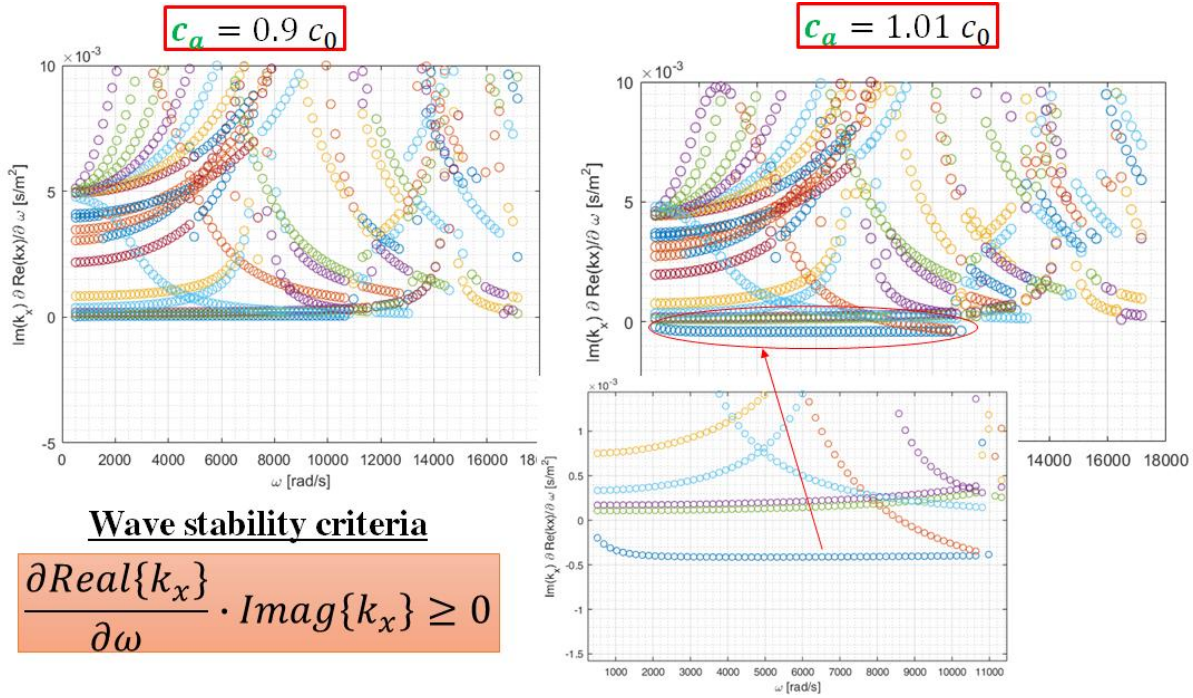 c_a = 0.9 c_0
c_a = 1.01 c_0
×10^-3
10
5
0
-5
0 2000 4000 6000 8000 10000 12000 14000 16000 18
ω [rad/s]
Im(k_x) ∂ Re(kx)/∂ ω [s/m^2]
×10^-3
10
5
0
14000 16000 18000
Im(k_x) ∂ Re(kx)/∂ ω [s/m^2]
×10^-3
1
0.5
0
-0.5
-1
-1.5
1000 2000 3000 4000 5000 6000 7000 8000 9000 10000 11000
ω [rad/s]
Im(k_x) ∂ Re(kx)/∂ ω [s/m^2]
Wave stability criteria
∂Real{k_x}/∂ω · Imag{k_x} ≥ 0